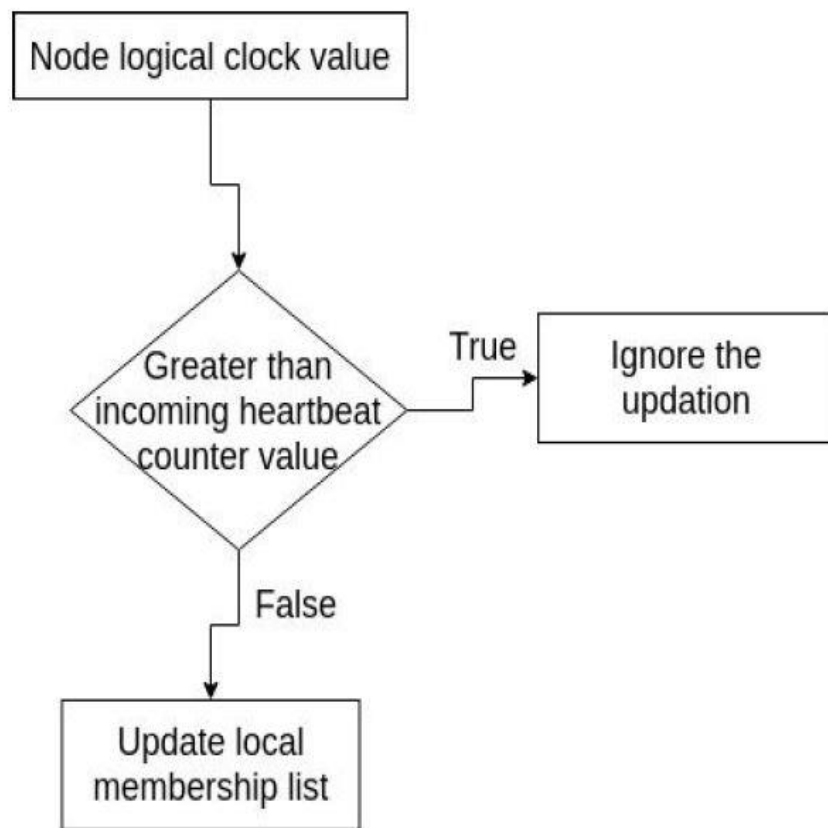 Node logical clock value
Greater than
incoming heartbeat
counter value
True
Ignore the
updation
False
Update local
membership list